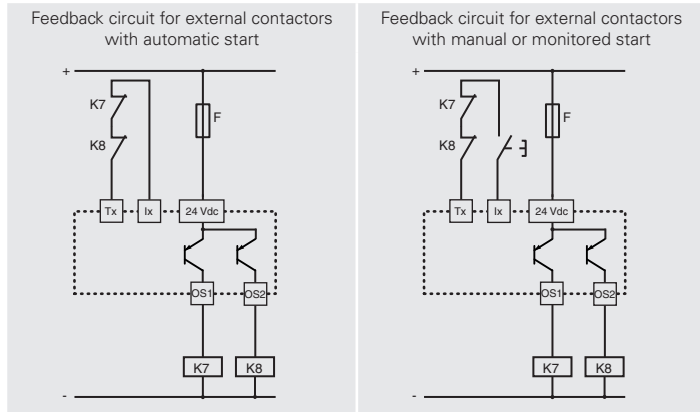 Feedback circuit for external contactors
with automatic start
+
K7
F
K8
Tx
Ix
24 Vdc
OS1
OS2
K7
K8
-
Feedback circuit for external contactors
with manual or monitored start
+
K7
F
K8
Tx
Ix
24 Vdc
OS1
OS2
K7
K8
-